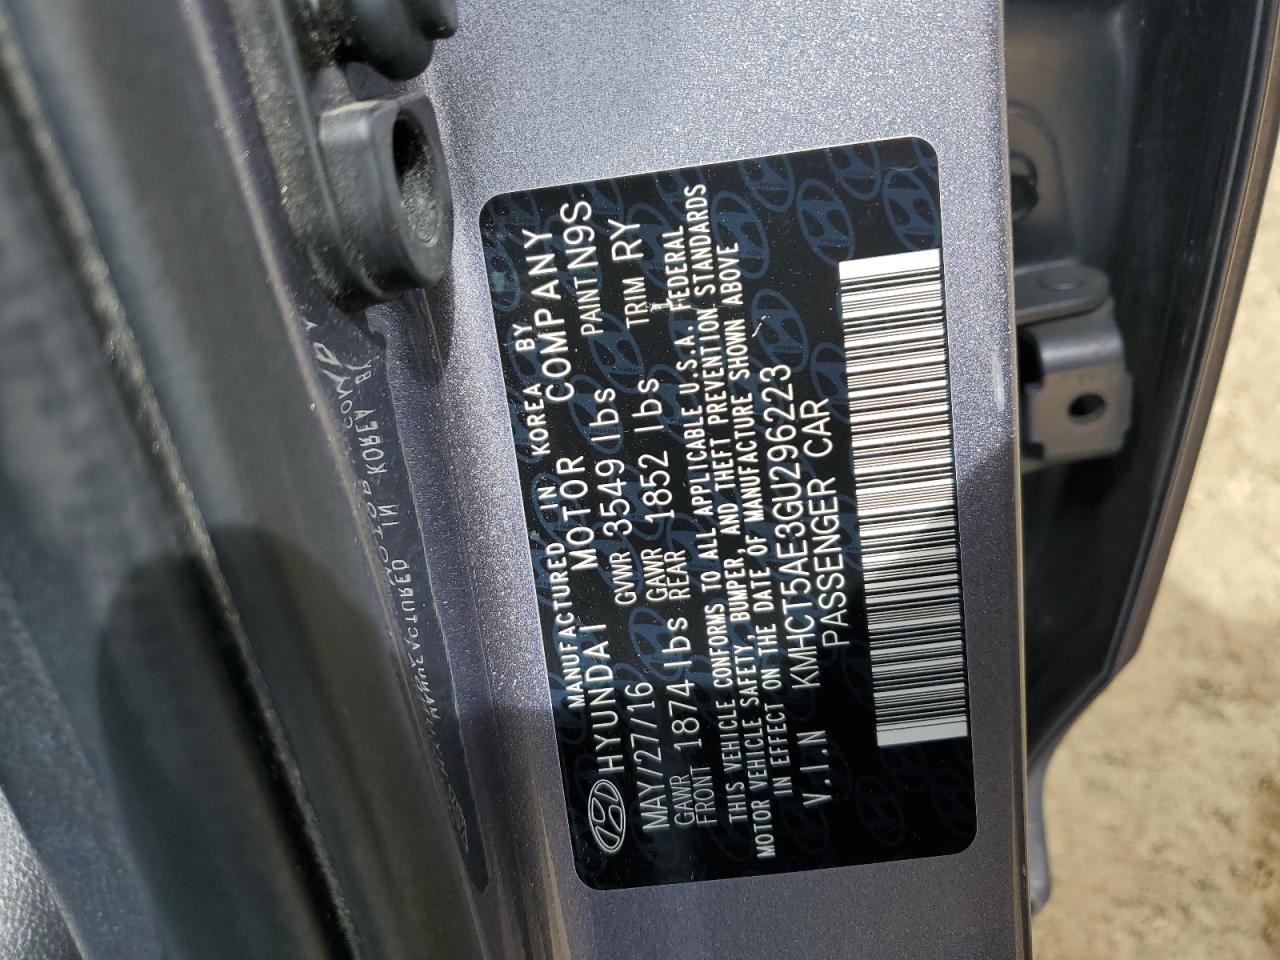 MANUFACTURED IN KOREA BY
HYUNDAI MOTOR COMPANY
MAY/27/16 GVWR 3549 lbs PAINT N9S
GAWR FRONT 1874 lbs GAWR REAR 1852 lbs TRIM RY
THIS VEHICLE CONFORMS TO ALL APPLICABLE U.S.A. FEDERAL
MOTOR VEHICLE SAFETY, BUMPER, AND THEFT PREVENTION STANDARDS
IN EFFECT ON THE DATE OF MANUFACTURE SHOWN ABOVE
V.I.N KMHCT5AE3GU296223
PASSENGER CAR